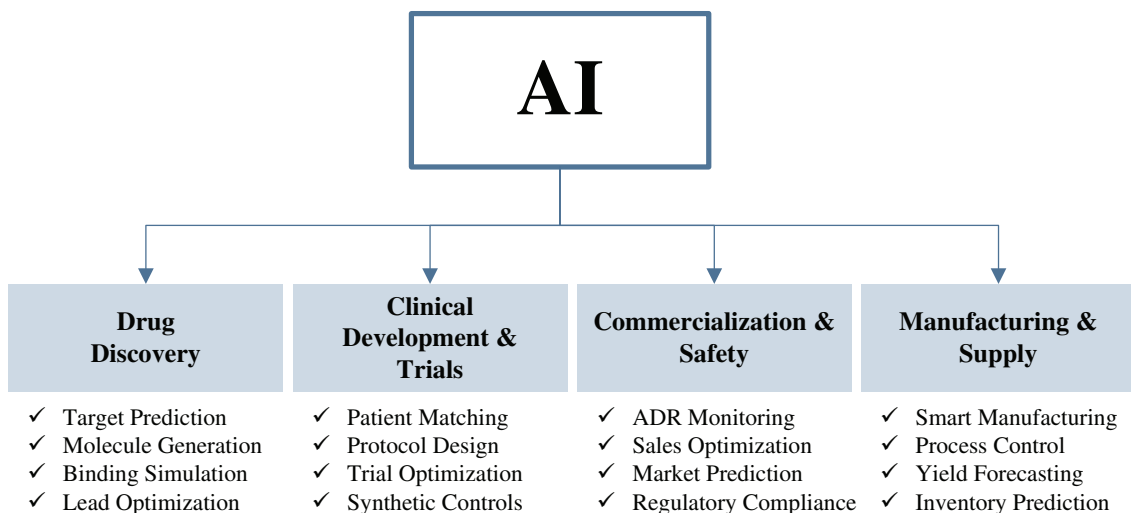 AI
Drug
Discovery
✓ Target Prediction
✓ Molecule Generation
✓ Binding Simulation
✓ Lead Optimization
Clinical
Development &
Trials
✓ Patient Matching
✓ Protocol Design
✓ Trial Optimization
✓ Synthetic Controls
Commercialization &
Safety
✓ ADR Monitoring
✓ Sales Optimization
✓ Market Prediction
✓ Regulatory Compliance
Manufacturing &
Supply
✓ Smart Manufacturing
✓ Process Control
✓ Yield Forecasting
✓ Inventory Prediction